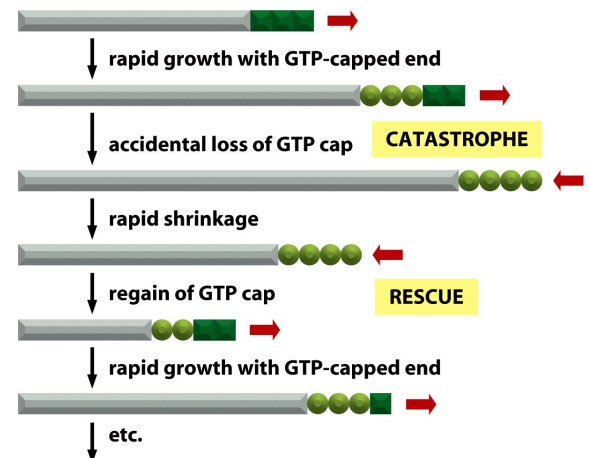 rapid growth with GTP-capped end
accidental loss of GTP cap
CATASTROPHE
rapid shrinkage
regain of GTP cap
RESCUE
rapid growth with GTP-capped end
etc.